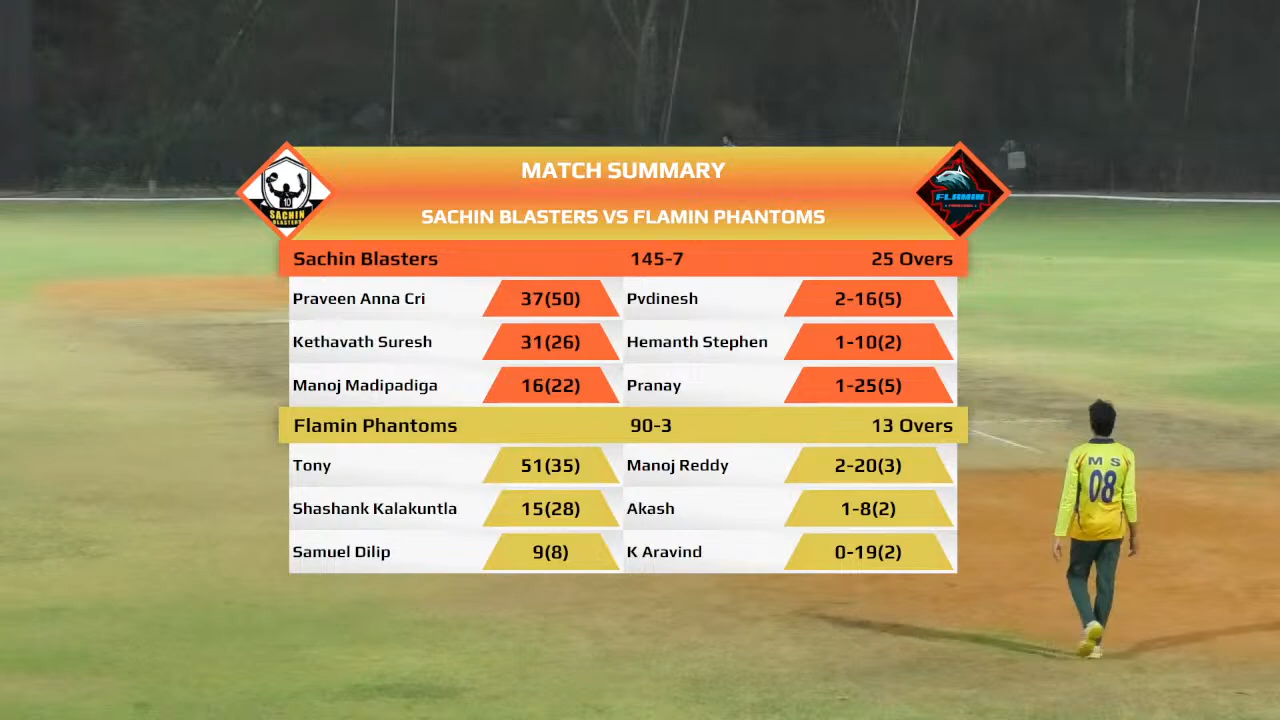 MATCH SUMMARY
SACHIN BLASTERS VS FLAMIN PHANTOMS
10
SACHIN
BLASTERS
FLAMIN
PHANTOMS
Sachin Blasters 145-7 25 Overs
Praveen Anna Cri 37(50) Pvdinesh 2-16(5)
Kethavath Suresh 31(26) Hemanth Stephen 1-10(2)
Manoj Madipadiga 16(22) Pranay 1-25(5)
Flamin Phantoms 90-3 13 Overs
Tony 51(35) Manoj Reddy 2-20(3)
Shashank Kalakuntla 15(28) Akash 1-8(2)
Samuel Dilip 9(8) K Aravind 0-19(2)
M S
08